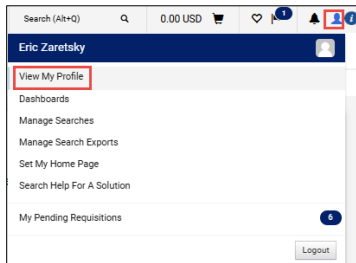 Search (Alt+Q) 0.00 USD 1
Eric Zaretsky
View My Profile
Dashboards
Manage Searches
Manage Search Exports
Set My Home Page
Search Help For A Solution
My Pending Requisitions 6
Logout